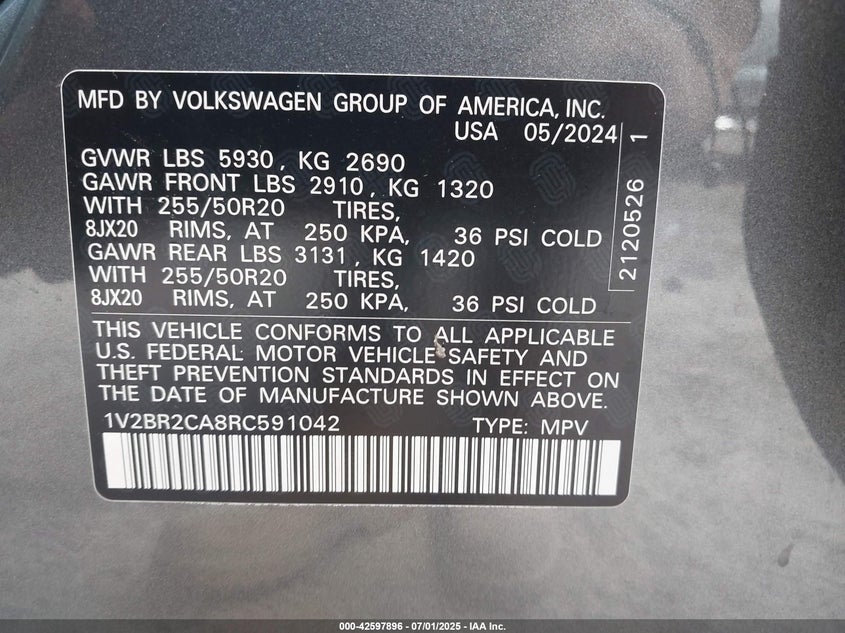 MFD BY VOLKSWAGEN GROUP OF AMERICA, INC.
USA 05/2024
GVWR LBS 5930, KG 2690
GAWR FRONT LBS 2910, KG 1320
WITH 255/50R20 TIRES,
8JX20 RIMS, AT 250 KPA, 36 PSI COLD
GAWR REAR LBS 3131, KG 1420
WITH 255/50R20 TIRES,
8JX20 RIMS, AT 250 KPA, 36 PSI COLD
2120526 1
THIS VEHICLE CONFORMS TO ALL APPLICABLE
U.S. FEDERAL MOTOR VEHICLE SAFETY AND
THEFT PREVENTION STANDARDS IN EFFECT ON
THE DATE OF MANUFACTURE SHOWN ABOVE.
1V2BR2CA8RC591042 TYPE: MPV
000-42597896 - 07/01/2025 - IAA Inc.